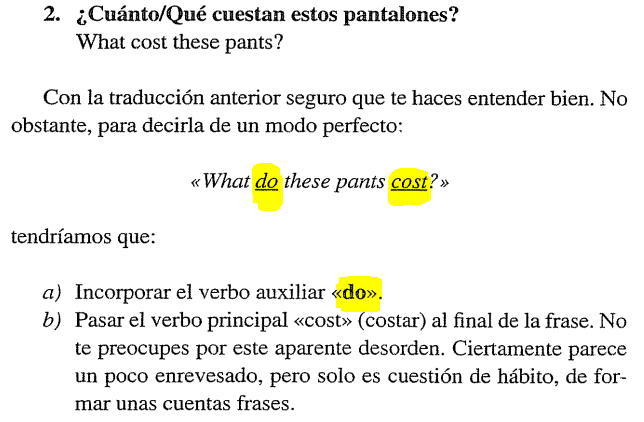 2. ¿Cuánto/Qué cuestan estos pantalones?
What cost these pants?
Con la traducción anterior seguro que te haces entender bien. No
obstante, para decirla de un modo perfecto:
«What do these pants cost?»
tendríamos que:
a) Incorporar el verbo auxiliar «do».
b) Pasar el verbo principal «cost» (costar) al final de la frase. No
te preocupes por este aparente desorden. Ciertamente parece
un poco enrevesado, pero solo es cuestión de hábito, de for-
mar unas cuentas frases.